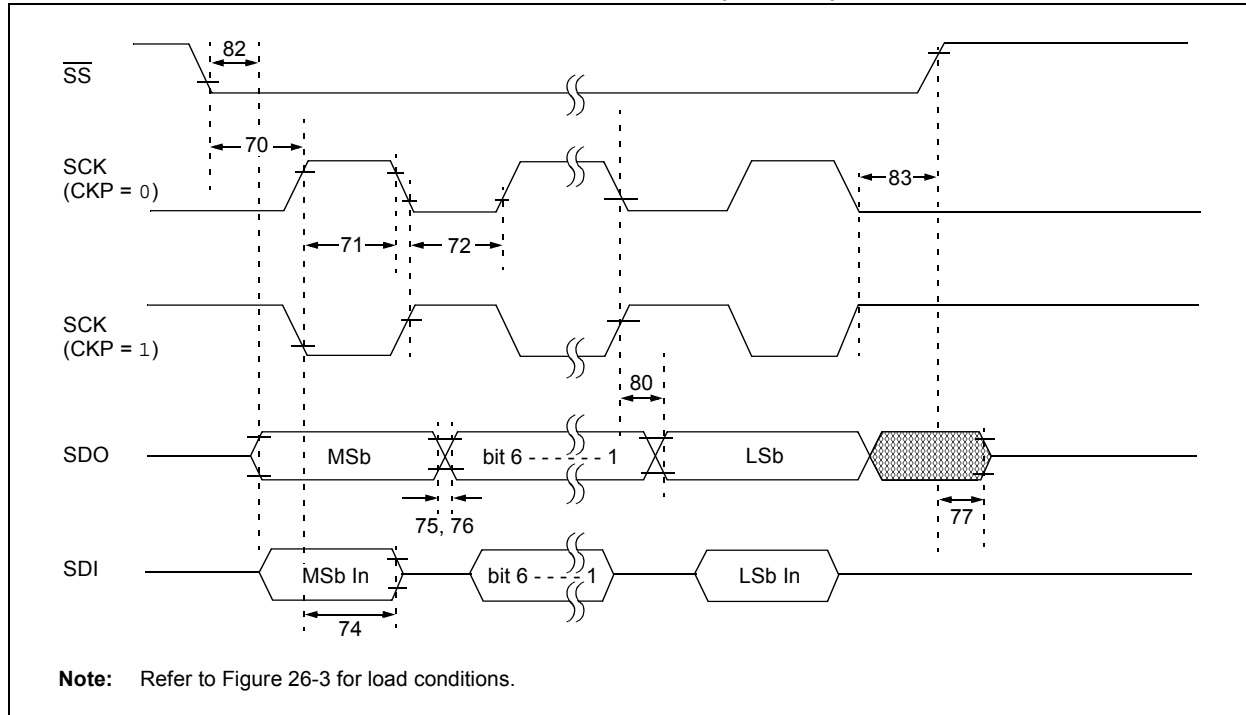 82
SS
70
SCK
(CKP = 0)
83
71
72
SCK
(CKP = 1)
80
SDO
MSb
bit 6 - - - - - - 1
LSb
75, 76
77
SDI
MSb In
bit 6 - - - - 1
LSb In
74
Note: Refer to Figure 26-3 for load conditions.